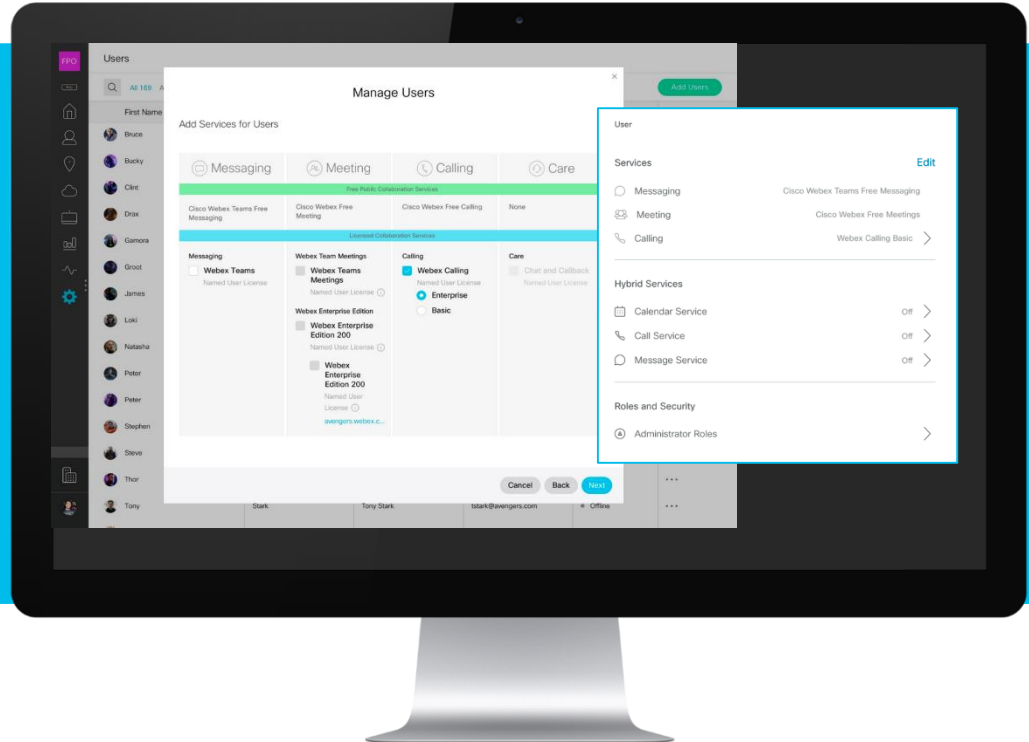 FPO
Users
All 168 A
Add Users
First Name
Bruce
Bucky
Clint
Drax
Gamora
Groot
James
Loki
Natasha
Peter
Peter
Stephen
Steve
Thor
Tony
Stark
Tony Stark
tstark@avengers.com
Offline
Manage Users
Add Services for Users
Messaging
Meeting
Calling
Care
Free Public Collaboration Services
Cisco Webex Teams Free
Messaging
Cisco Webex Free
Meeting
Cisco Webex Free Calling
None
Licensed Collaboration Services
Messaging
Webex Teams
Named User License
Webex Team Meetings
Webex Teams
Meetings
Named User License
Webex Enterprise Edition
Webex Enterprise
Edition 200
Named User License
Webex
Enterprise
Edition 200
Named User
License
avengers.webex.c...
Calling
Webex Calling
Named User License
Enterprise
Basic
Care
Chat and Callback
Named User License
Cancel
Back
Next
User
Services
Edit
Messaging
Cisco Webex Teams Free Messaging
Meeting
Cisco Webex Free Meetings
Calling
Webex Calling Basic
Hybrid Services
Calendar Service
Off
Call Service
Off
Message Service
Off
Roles and Security
Administrator Roles